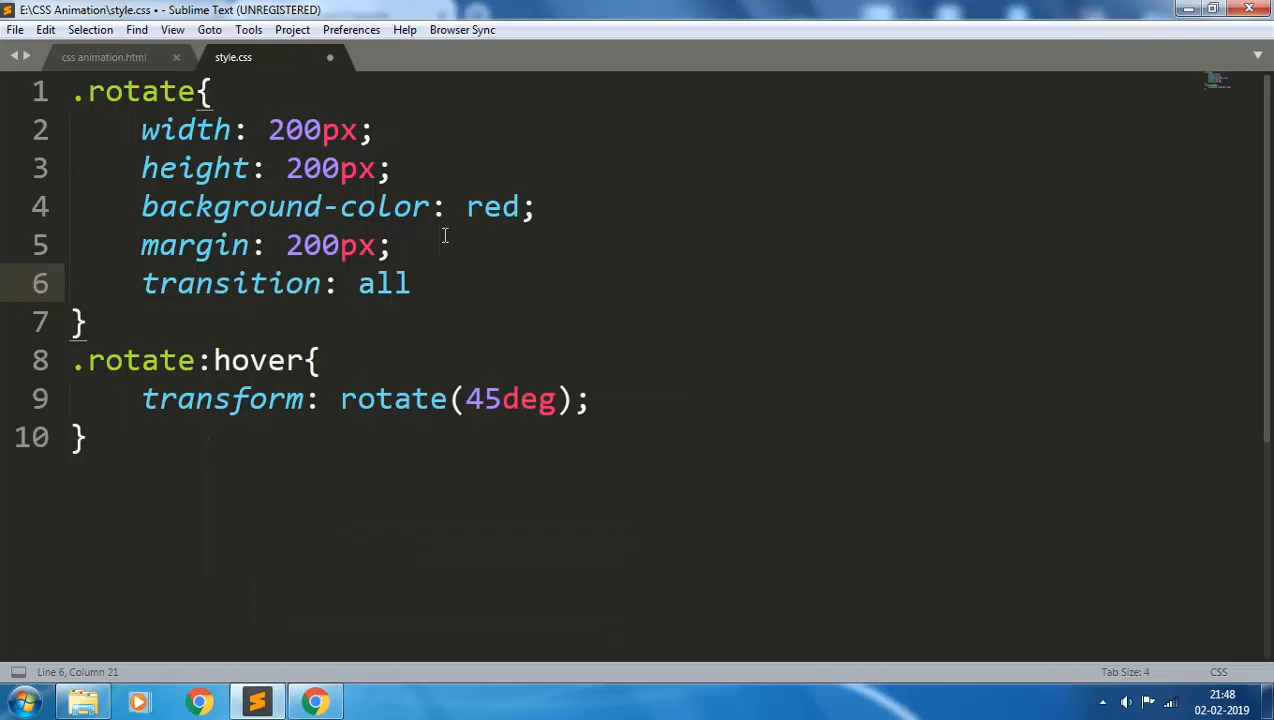 E:\CSS Animation\style.css • - Sublime Text (UNREGISTERED)
File Edit Selection Find View Goto Tools Project Preferences Help Browser Sync
css animation.html style.css
1 .rotate{
2 width: 200px;
3 height: 200px;
4 background-color: red;
5 margin: 200px;
6 transition: all
7 }
8 .rotate:hover{
9 transform: rotate(45deg);
10 }
Line 6, Column 21 Tab Size: 4 CSS
21:48
02-02-2019